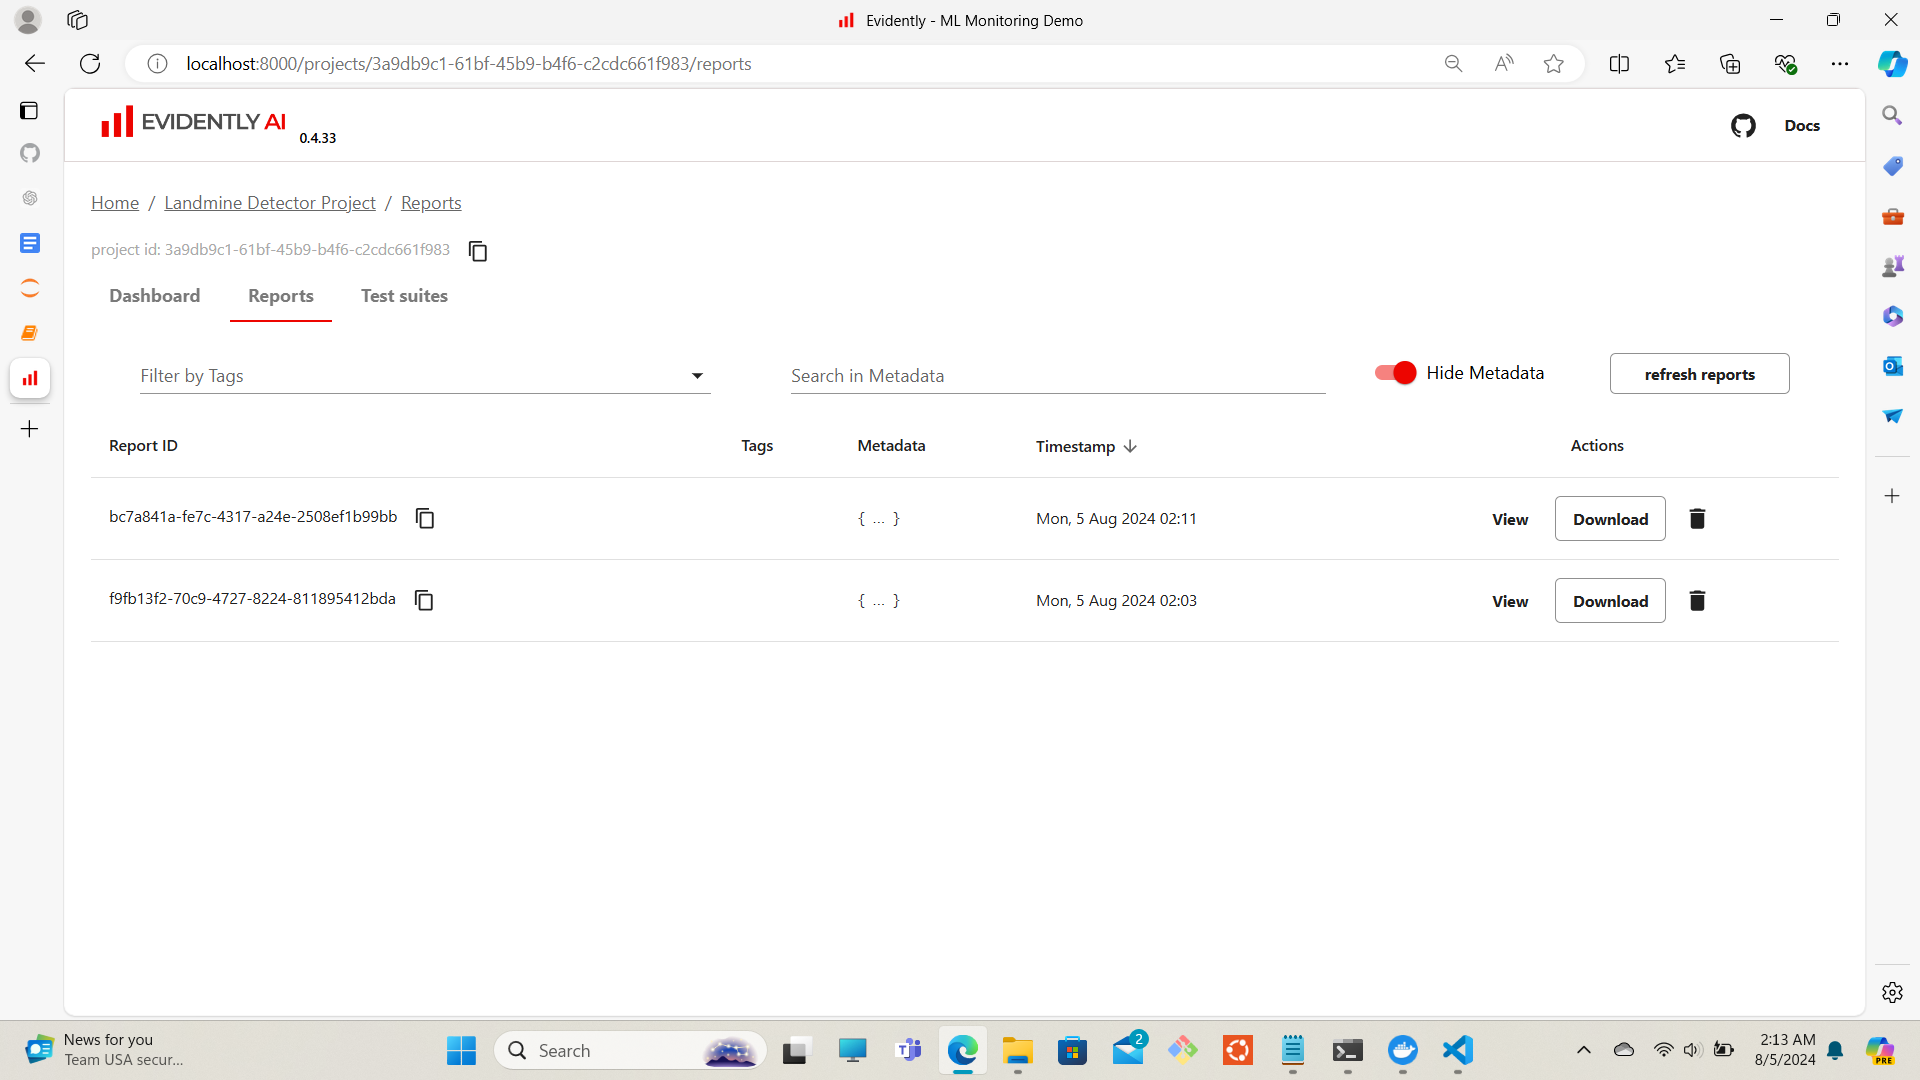 Evidently - ML Monitoring Demo
localhost:8000/projects/3a9db9c1-61bf-45b9-b4f6-c2cdc661f983/reports
EVIDENTLY AI 0.4.33
Docs
Home / Landmine Detector Project / Reports
project id: 3a9db9c1-61bf-45b9-b4f6-c2cdc661f983
Dashboard Reports Test suites
Filter by Tags Search in Metadata Hide Metadata refresh reports
Report ID Tags Metadata Timestamp Actions
bc7a841a-fe7c-4317-a24e-2508ef1b99bb { ... } Mon, 5 Aug 2024 02:11 View Download
f9fb13f2-70c9-4727-8224-811895412bda { ... } Mon, 5 Aug 2024 02:03 View Download
News for you
Team USA secur...
Search
2
2:13 AM
8/5/2024
PRE